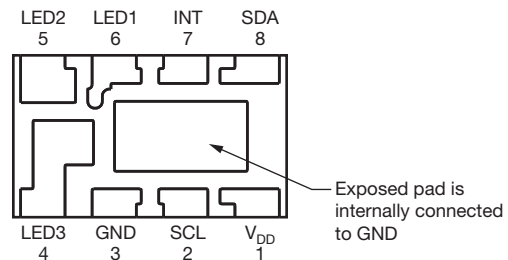 LED2 LED1 INT SDA
5 6 7 8
Exposed pad is
internally connected
to GND
LED3 GND SCL VDD
4 3 2 1